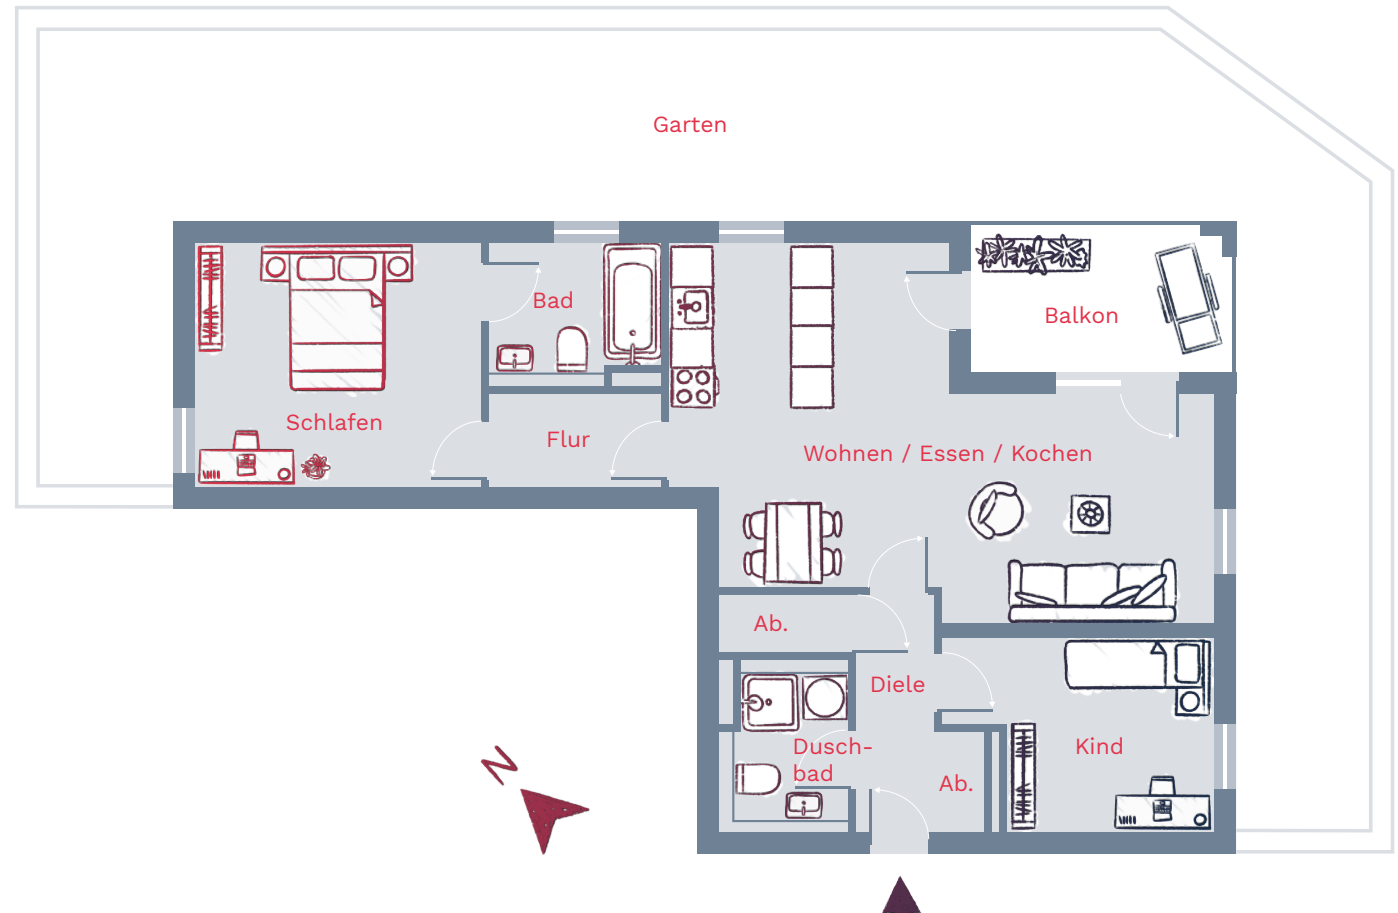 Garten
Bad
Balkon
Schlafen
Flur
Wohnen / Essen / Kochen
Ab.
Diele
Dusch-
bad
Kind
Ab.
N